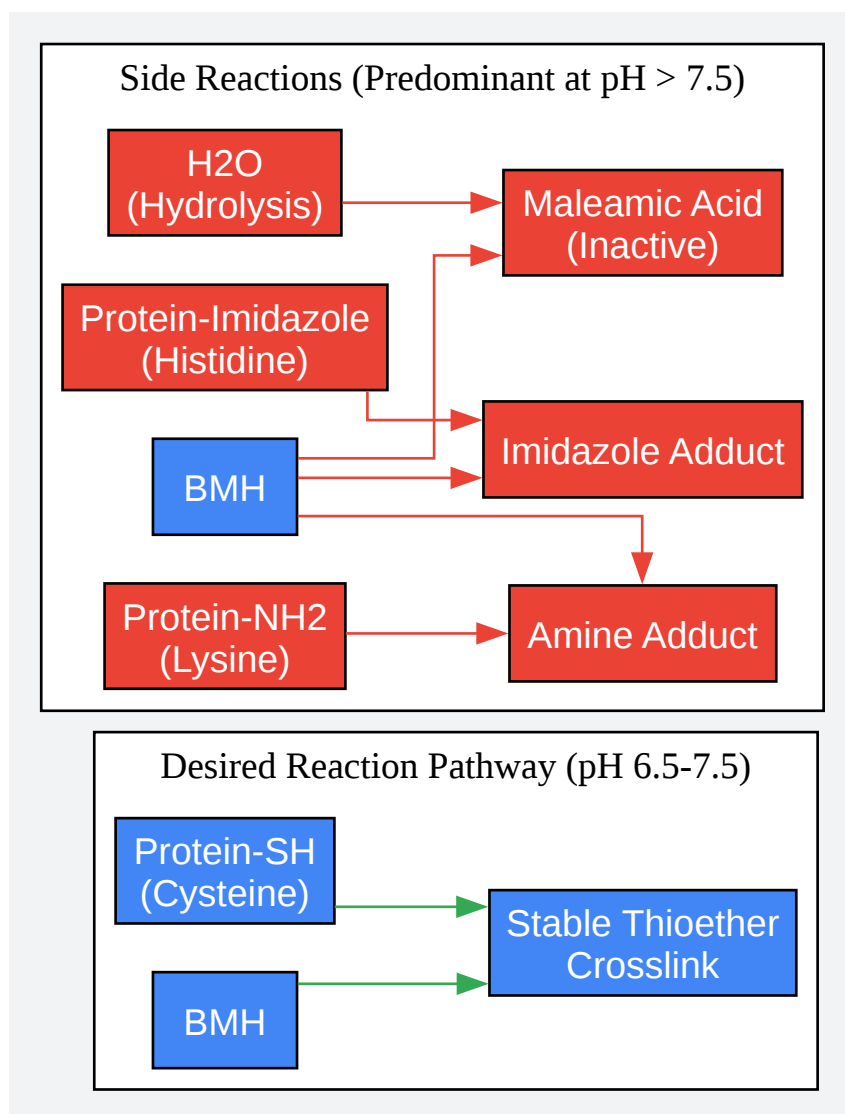 Side Reactions (Predominant at pH > 7.5)
H2O
(Hydrolysis)
Maleamic Acid
(Inactive)
Protein-Imidazole
(Histidine)
Imidazole Adduct
BMH
Protein-NH2
(Lysine)
Amine Adduct
Desired Reaction Pathway (pH 6.5-7.5)
Protein-SH
(Cysteine)
Stable Thioether
Crosslink
BMH